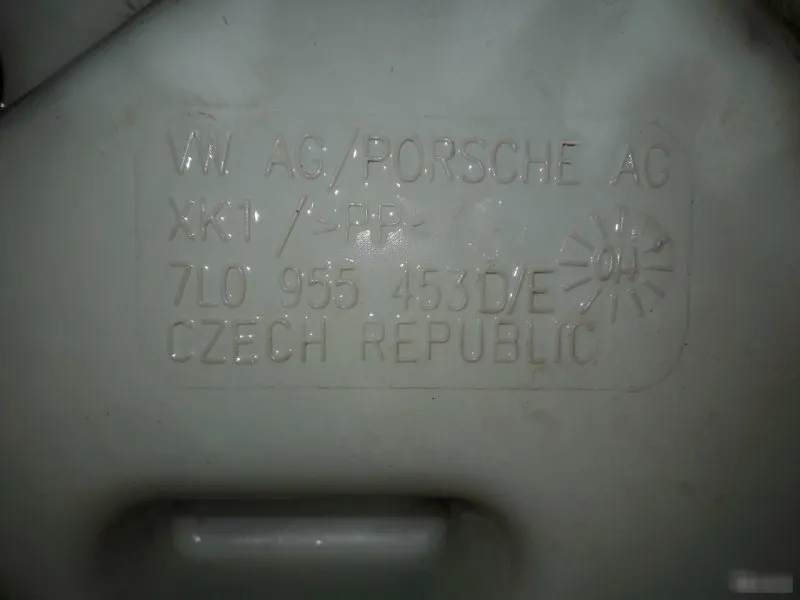 VW AG/PORSCHE AG
XK1 / >PP<
7L0 955 453D/E
CZECH REPUBLIC